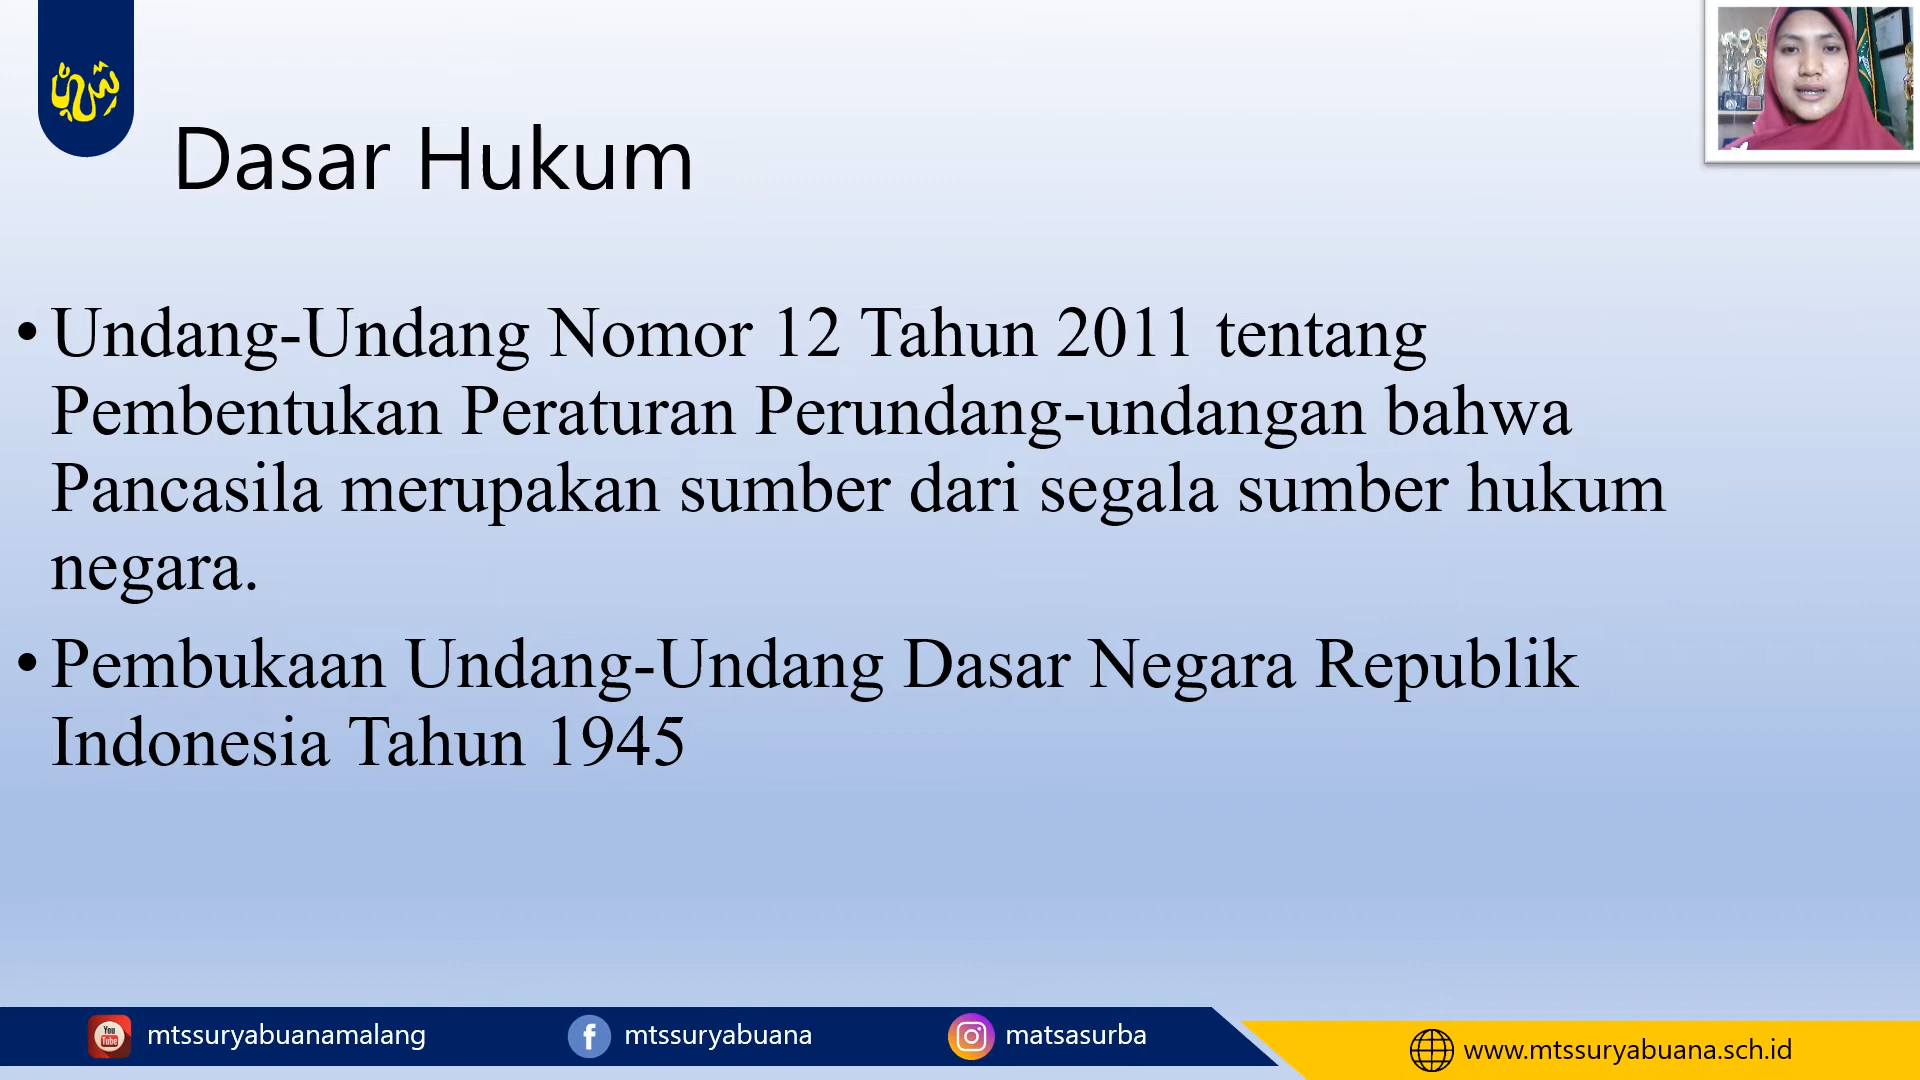 Dasar Hukum
• Undang-Undang Nomor 12 Tahun 2011 tentang
Pembentukan Peraturan Perundang-undangan bahwa
Pancasila merupakan sumber dari segala sumber hukum
negara.
• Pembukaan Undang-Undang Dasar Negara Republik
Indonesia Tahun 1945
You
Tube
mtssuryabuanamalang
mtssuryabuana
matsasurba
www.mtssuryabuana.sch.id